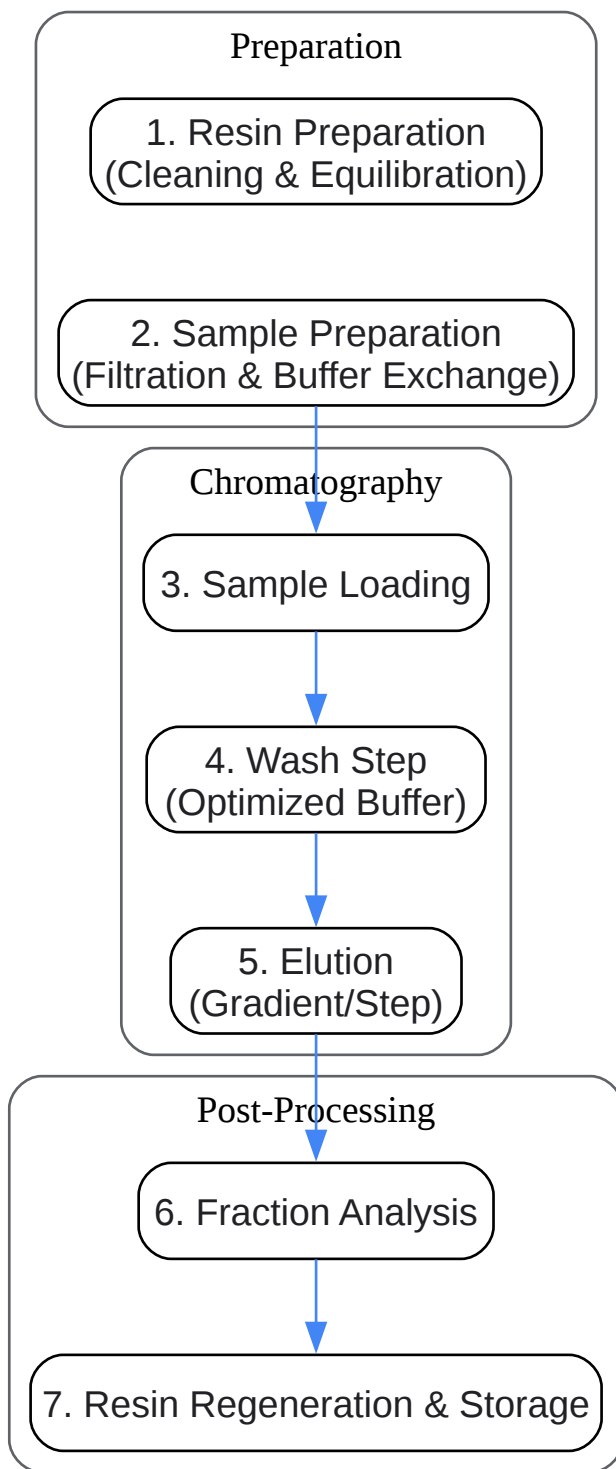 Preparation
1. Resin Preparation
(Cleaning & Equilibration)
2. Sample Preparation
(Filtration & Buffer Exchange)
Chromatography
3. Sample Loading
4. Wash Step
(Optimized Buffer)
5. Elution
(Gradient/Step)
Post-Processing
6. Fraction Analysis
7. Resin Regeneration & Storage